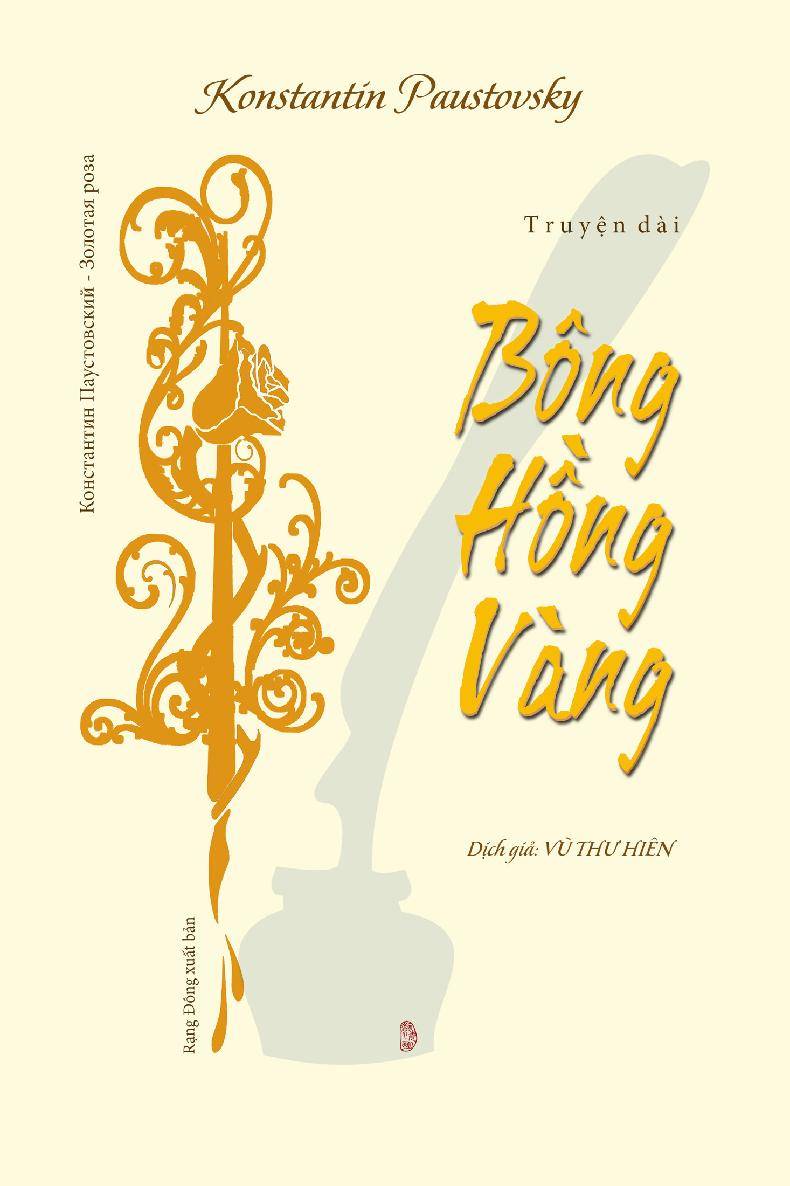 Konstantin Paustovsky
Константин Паустовский - Золотая роза
Truyện dài
Bông
Hồng
Vàng
Dịch giả: VŨ THƯ HIÊN
Rạng Đông xuất bản